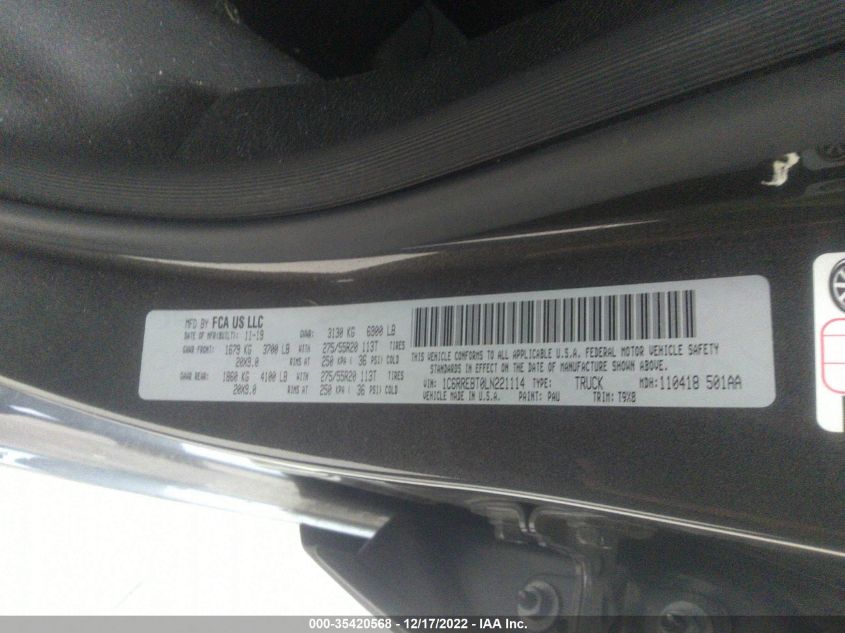 MFD BY FCA US LLC
DATE OF MFR(BUILT): 11-19 GVWR: 3130 KG 6900 LB
GAWR FRONT: 1679 KG 3700 LB WITH 275/55R20 113T TIRES
20X9.0 RIMS AT 250 KPA ( 36 PSI) COLD
GAWR REAR: 1860 KG 4100 LB WITH 275/55R20 113T TIRES
20X9.0 RIMS AT 250 KPA ( 36 PSI) COLD
THIS VEHICLE CONFORMS TO ALL APPLICABLE U.S.A. FEDERAL MOTOR VEHICLE SAFETY
STANDARDS IN EFFECT ON THE DATE OF MANUFACTURE SHOWN ABOVE.
VIN: 1C6RREBT0LN221114 TYPE: TRUCK MDH: 110418 501AA
VEHICLE MADE IN U.S.A. PAINT: PAU TRIM: T9X8
000-35420568 - 12/17/2022 - IAA Inc.